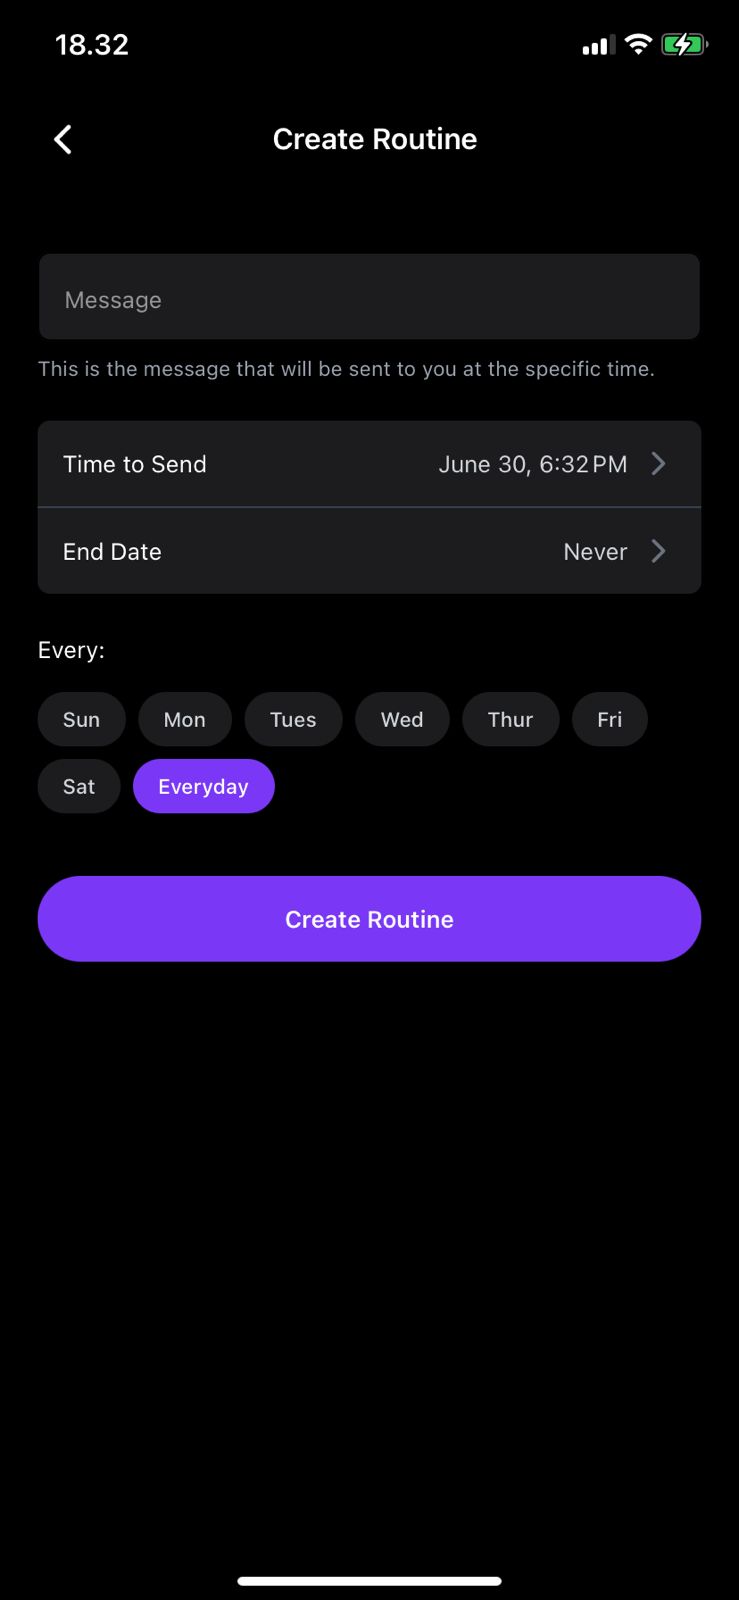 18.32
Create Routine
Message
This is the message that will be sent to you at the specific time.
Time to Send June 30, 6:32 PM
End Date Never
Every:
Sun Mon Tues Wed Thur Fri
Sat Everyday
Create Routine